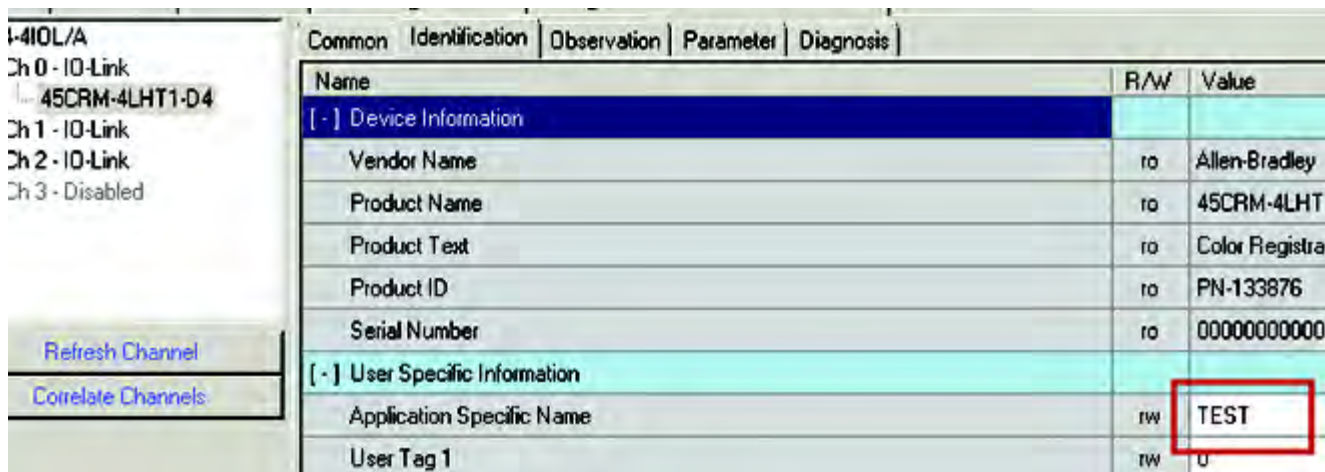 -4IOL/A
Ch 0 - IO-Link
45CRM-4LHT1-D4
Ch 1 - IO-Link
Ch 2 - IO-Link
Ch 3 - Disabled
Refresh Channel
Correlate Channels
Common Identification Observation Parameter Diagnosis
Name R/W Value
[-] Device Information
Vendor Name ro Allen-Bradley
Product Name ro 45CRM-4LHT
Product Text ro Color Registra
Product ID ro PN-133876
Serial Number ro 00000000000
[-] User Specific Information
Application Specific Name rw TEST
User Tag 1 rw 0